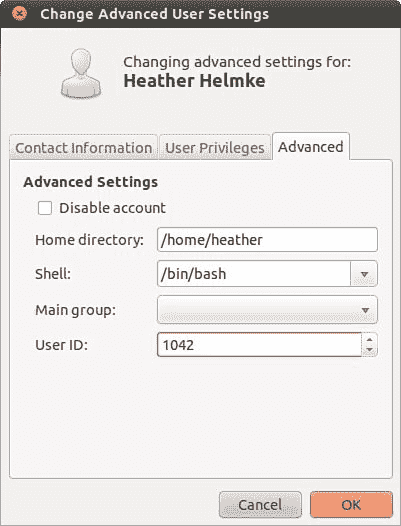 Change Advanced User Settings
Changing advanced settings for:
Heather Helmke
Contact Information User Privileges Advanced
Advanced Settings
Disable account
Home directory: /home/heather
Shell: /bin/bash
Main group:
User ID: 1042
Cancel OK